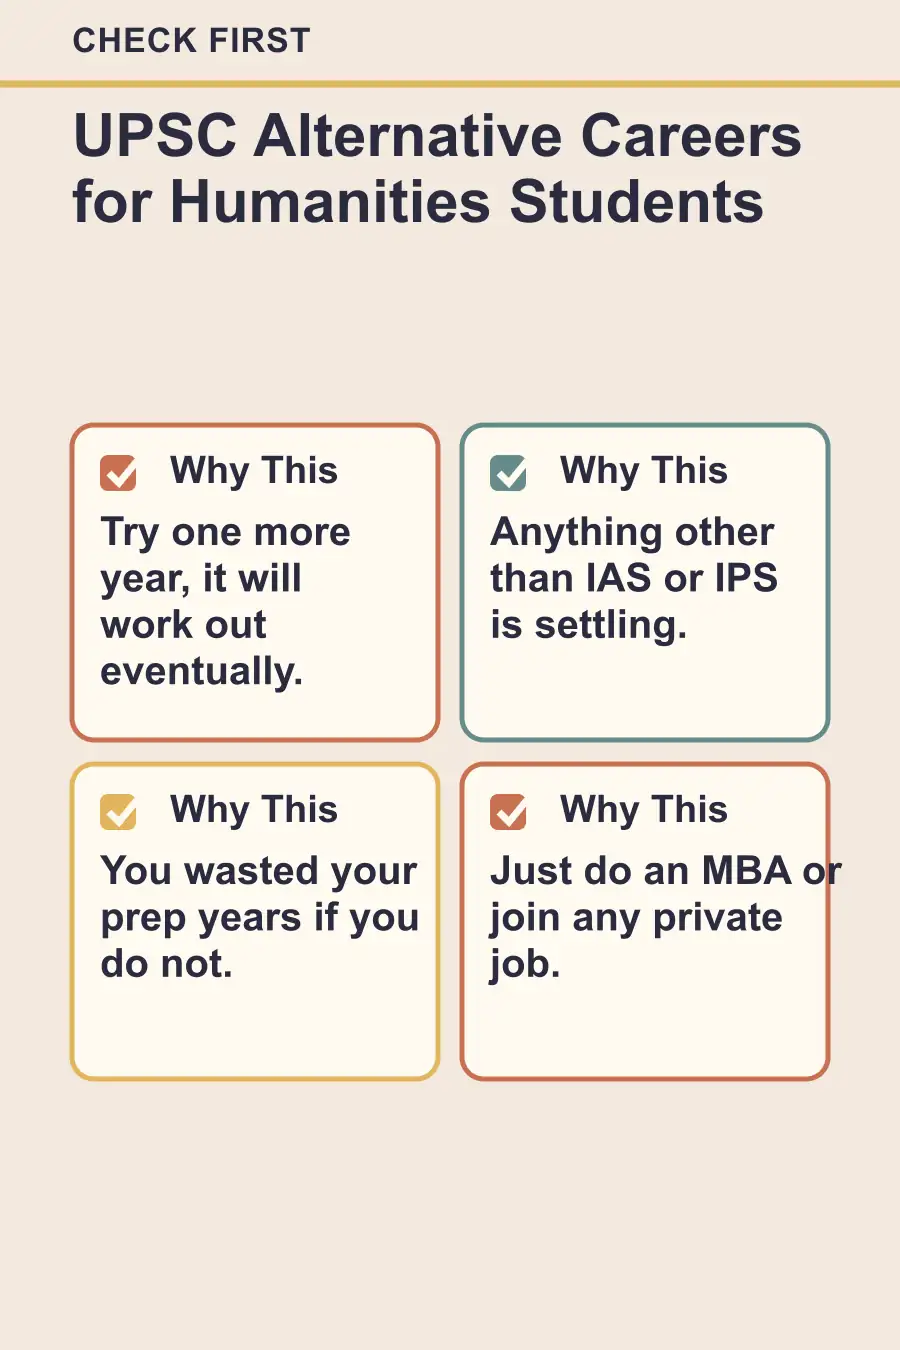 CHECK FIRST
UPSC Alternative Careers
for Humanities Students
Why This
Try one more
year, it will
work out
eventually.
Why This
Anything other
than IAS or IPS
is settling.
Why This
You wasted your
prep years if you
do not.
Why This
Just do an MBA or
join any private
job.